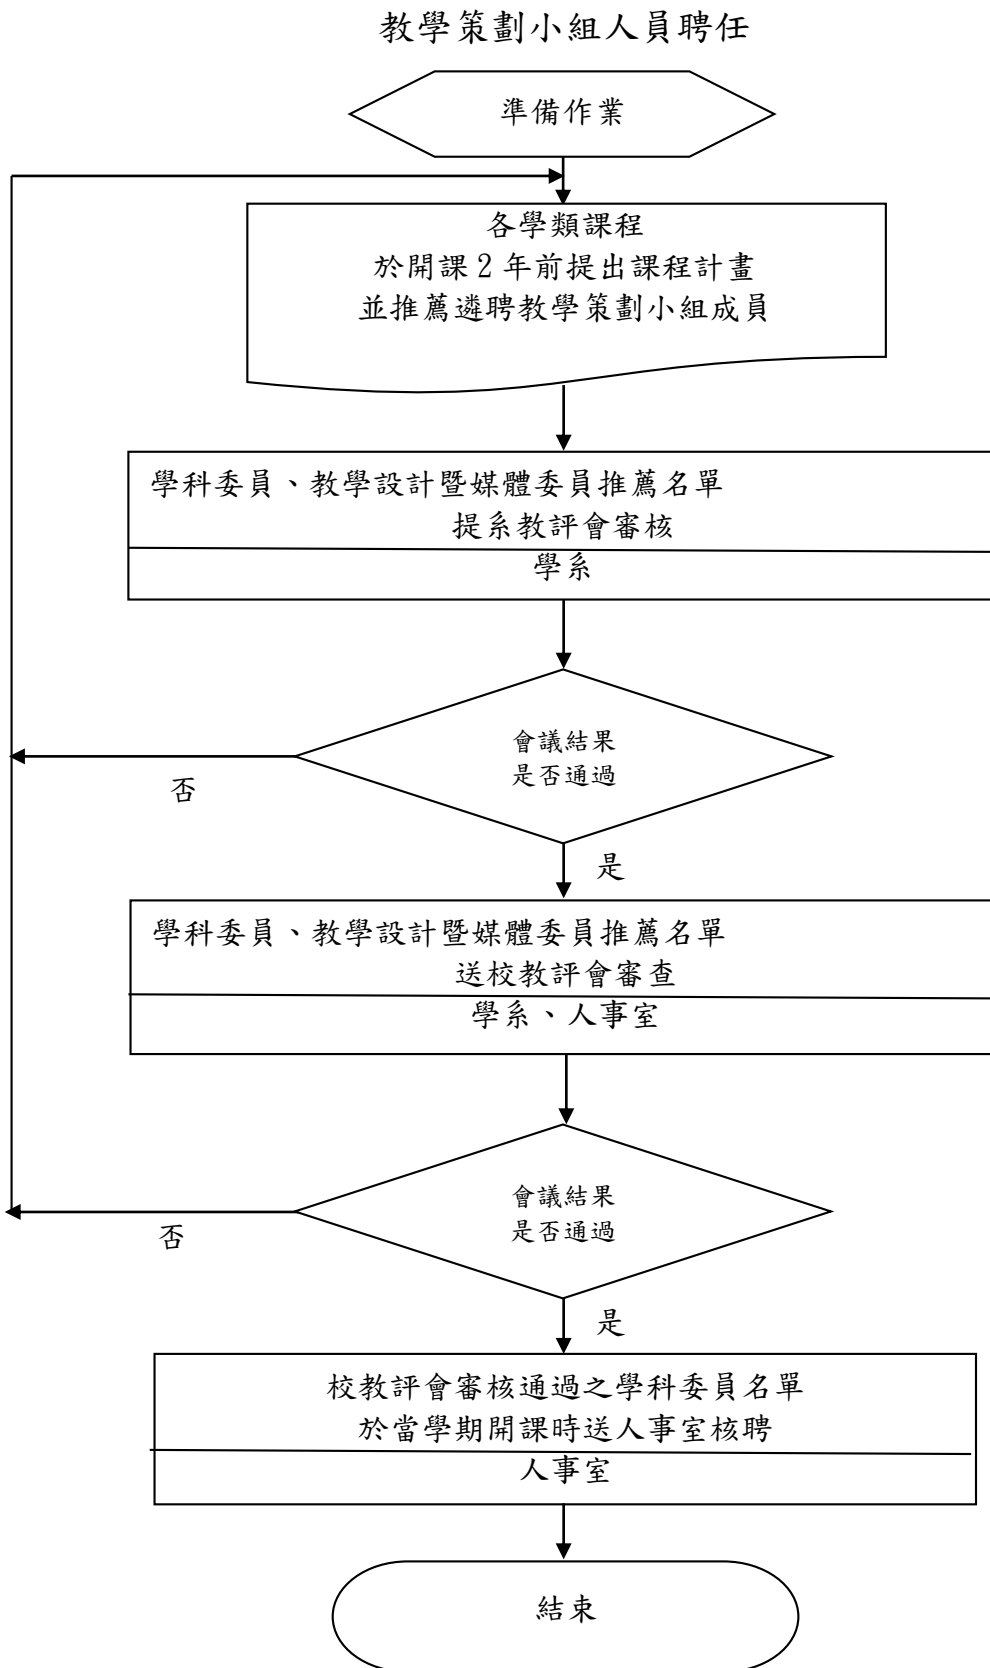 教學策劃小組人員聘任
準備作業
各學類課程
於開課2年前提出課程計畫
並推薦遴聘教學策劃小組成員
學科委員、教學設計暨媒體委員推薦名單
提系教評會審核
學系
會議結果
是否通過
否
是
學科委員、教學設計暨媒體委員推薦名單
送校教評會審查
學系、人事室
會議結果
是否通過
否
是
校教評會審核通過之學科委員名單
於當學期開課時送人事室核聘
人事室
結束